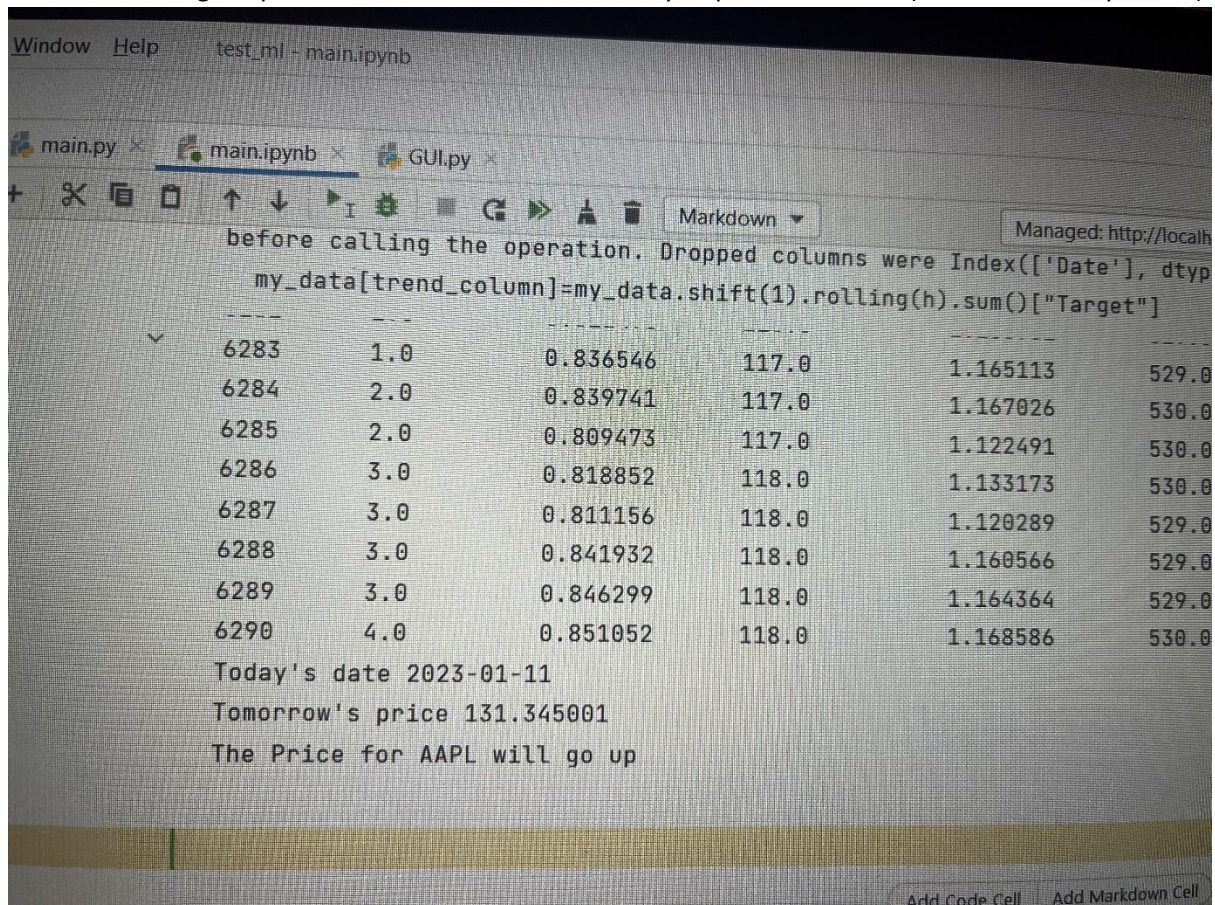 Window Help test_ml - main.ipynb
main.py main.ipynb GUI.py
Markdown
Managed: http://localh
before calling the operation. Dropped columns were Index(['Date'], dtyp
my_data[trend_column]=my_data.shift(1).rolling(h).sum()["Target"]
6283 1.0 0.836546 117.0 1.165113 529.0
6284 2.0 0.839741 117.0 1.167026 530.0
6285 2.0 0.809473 117.0 1.122491 530.0
6286 3.0 0.818852 118.0 1.133173 530.0
6287 3.0 0.811156 118.0 1.120289 529.0
6288 3.0 0.841932 118.0 1.160566 529.0
6289 3.0 0.846299 118.0 1.164364 529.0
6290 4.0 0.851052 118.0 1.168586 530.0
Today's date 2023-01-11
Tomorrow's price 131.345001
The Price for AAPL will go up
Add Code Cell Add Markdown Cell